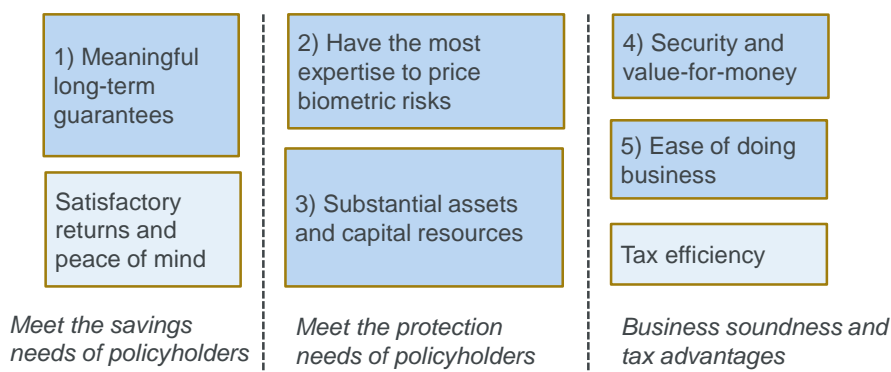 1) Meaningful
long-term
guarantees
Satisfactory
returns and
peace of mind
Meet the savings
needs of policyholders
2) Have the most
expertise to price
biometric risks
3) Substantial assets
and capital resources
Meet the protection
needs of policyholders
4) Security and
value-for-money
5) Ease of doing
business
Tax efficiency
Business soundness and
tax advantages